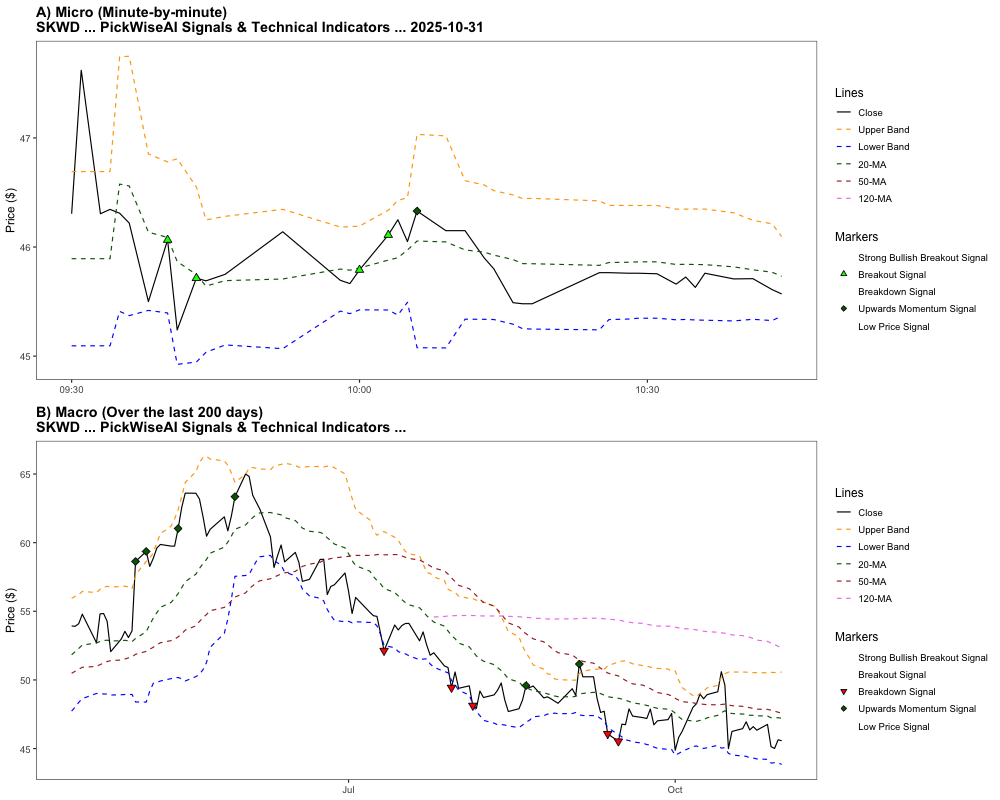 A) Micro (Minute-by-minute)
SKWD ... PickWiseAI Signals & Technical Indicators ... 2025-10-31
Price ($)
47
46
45
09:30
10:00
10:30
Lines
Close
Upper Band
Lower Band
20-MA
50-MA
120-MA
Markers
Strong Bullish Breakout Signal
Breakout Signal
Breakdown Signal
Upwards Momentum Signal
Low Price Signal
B) Macro (Over the last 200 days)
SKWD ... PickWiseAI Signals & Technical Indicators ...
Price ($)
65
60
55
50
45
Jul
Oct
Lines
Close
Upper Band
Lower Band
20-MA
50-MA
120-MA
Markers
Strong Bullish Breakout Signal
Breakout Signal
Breakdown Signal
Upwards Momentum Signal
Low Price Signal